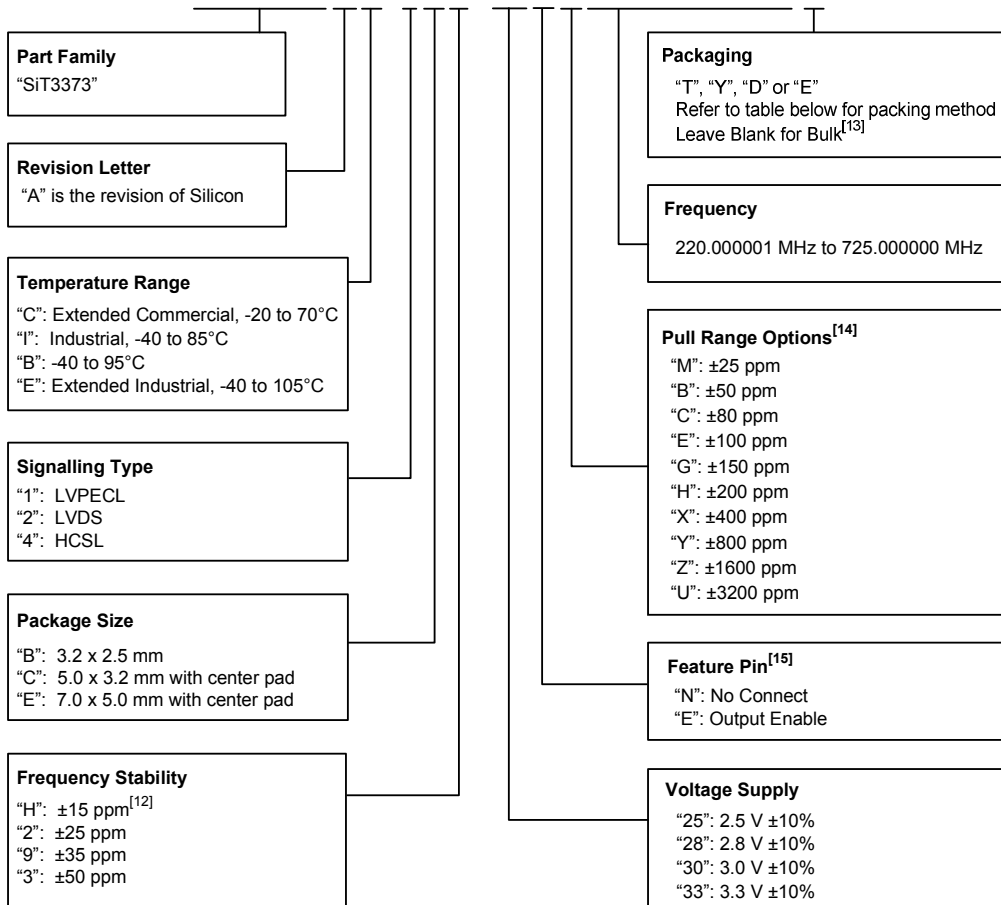 Part Family
“SiT3373”
Revision Letter
“A” is the revision of Silicon
Temperature Range
“C”: Extended Commercial, -20 to 70°C
“I”: Industrial, -40 to 85°C
“B”: -40 to 95°C
“E”: Extended Industrial, -40 to 105°C
Signalling Type
“1”: LVPECL
“2”: LVDS
“4”: HCSL
Package Size
“B”: 3.2 x 2.5 mm
“C”: 5.0 x 3.2 mm with center pad
“E”: 7.0 x 5.0 mm with center pad
Frequency Stability
“H”: ±15 ppm[12]
“2”: ±25 ppm
“9”: ±35 ppm
“3”: ±50 ppm
Packaging
“T”, “Y”, “D” or “E”
Refer to table below for packing method
Leave Blank for Bulk[13]
Frequency
220.000001 MHz to 725.000000 MHz
Pull Range Options[14]
“M”: ±25 ppm
“B”: ±50 ppm
“C”: ±80 ppm
“E”: ±100 ppm
“G”: ±150 ppm
“H”: ±200 ppm
“X”: ±400 ppm
“Y”: ±800 ppm
“Z”: ±1600 ppm
“U”: ±3200 ppm
Feature Pin[15]
“N”: No Connect
“E”: Output Enable
Voltage Supply
“25”: 2.5 V ±10%
“28”: 2.8 V ±10%
“30”: 3.0 V ±10%
“33”: 3.3 V ±10%